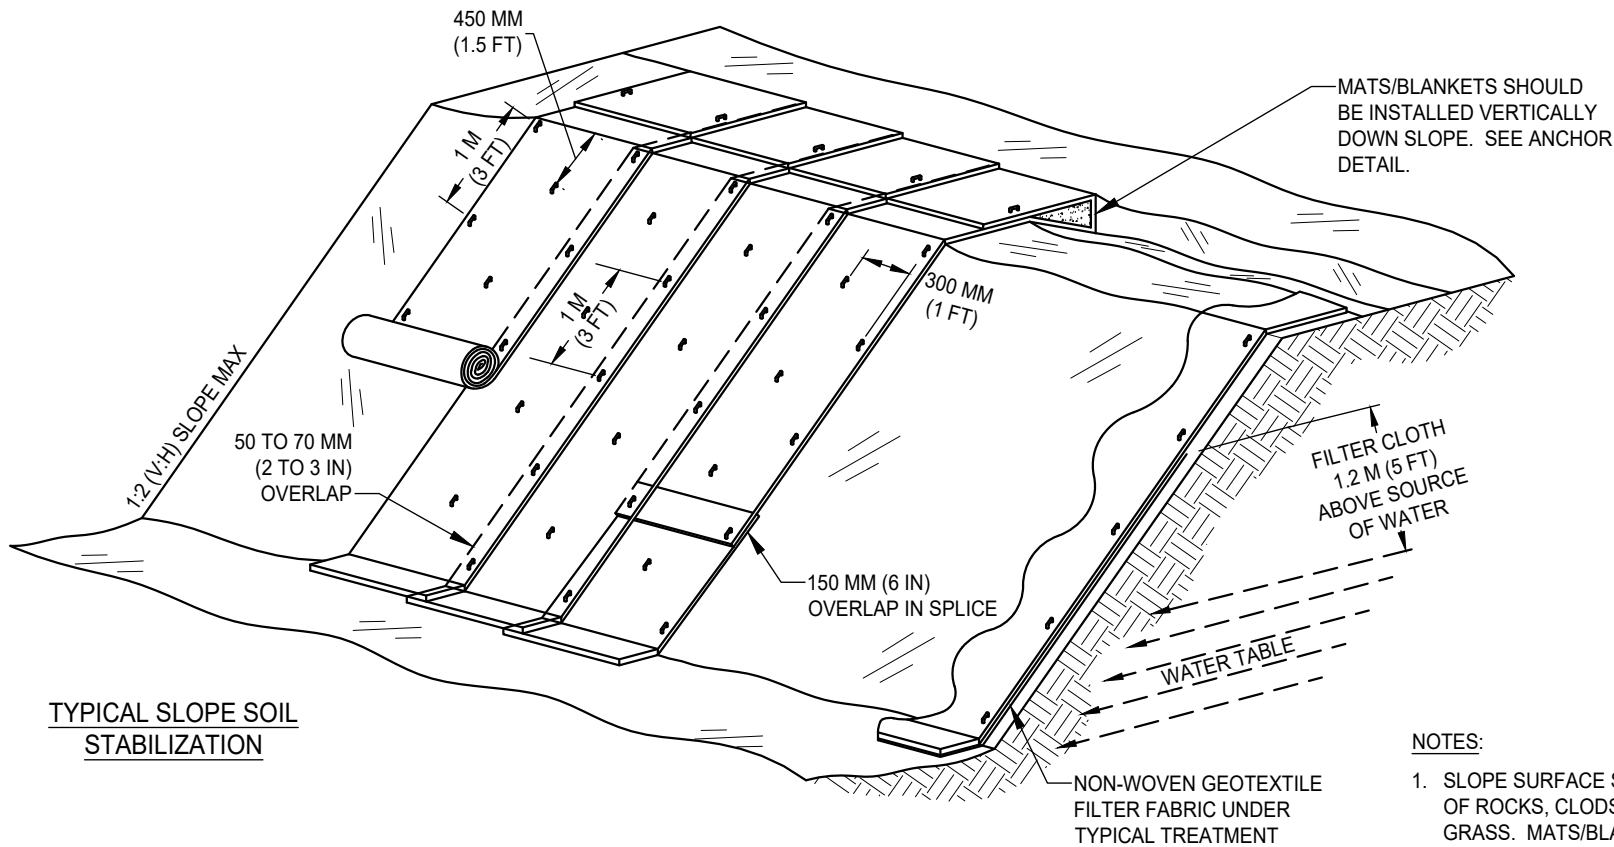 450 MM
(1.5 FT)
MATS/BLANKETS SHOULD
BE INSTALLED VERTICALLY
DOWN SLOPE.  SEE ANCHOR
DETAIL.
1 M
(3 FT)
300 MM
(1 FT)
1 M
(3 FT)
1:2 (V:H) SLOPE MAX
50 TO 70 MM
(2 TO 3 IN)
OVERLAP
FILTER CLOTH
1.2 M (5 FT)
ABOVE SOURCE
OF WATER
150 MM (6 IN)
OVERLAP IN SPLICE
WATER TABLE
TYPICAL SLOPE SOIL
STABILIZATION
NON-WOVEN GEOTEXTILE
FILTER FABRIC UNDER
TYPICAL TREATMENT
NOTES:
1. SLOPE SURFACE
OF ROCKS, CLODS
GRASS.  MATS/BLA